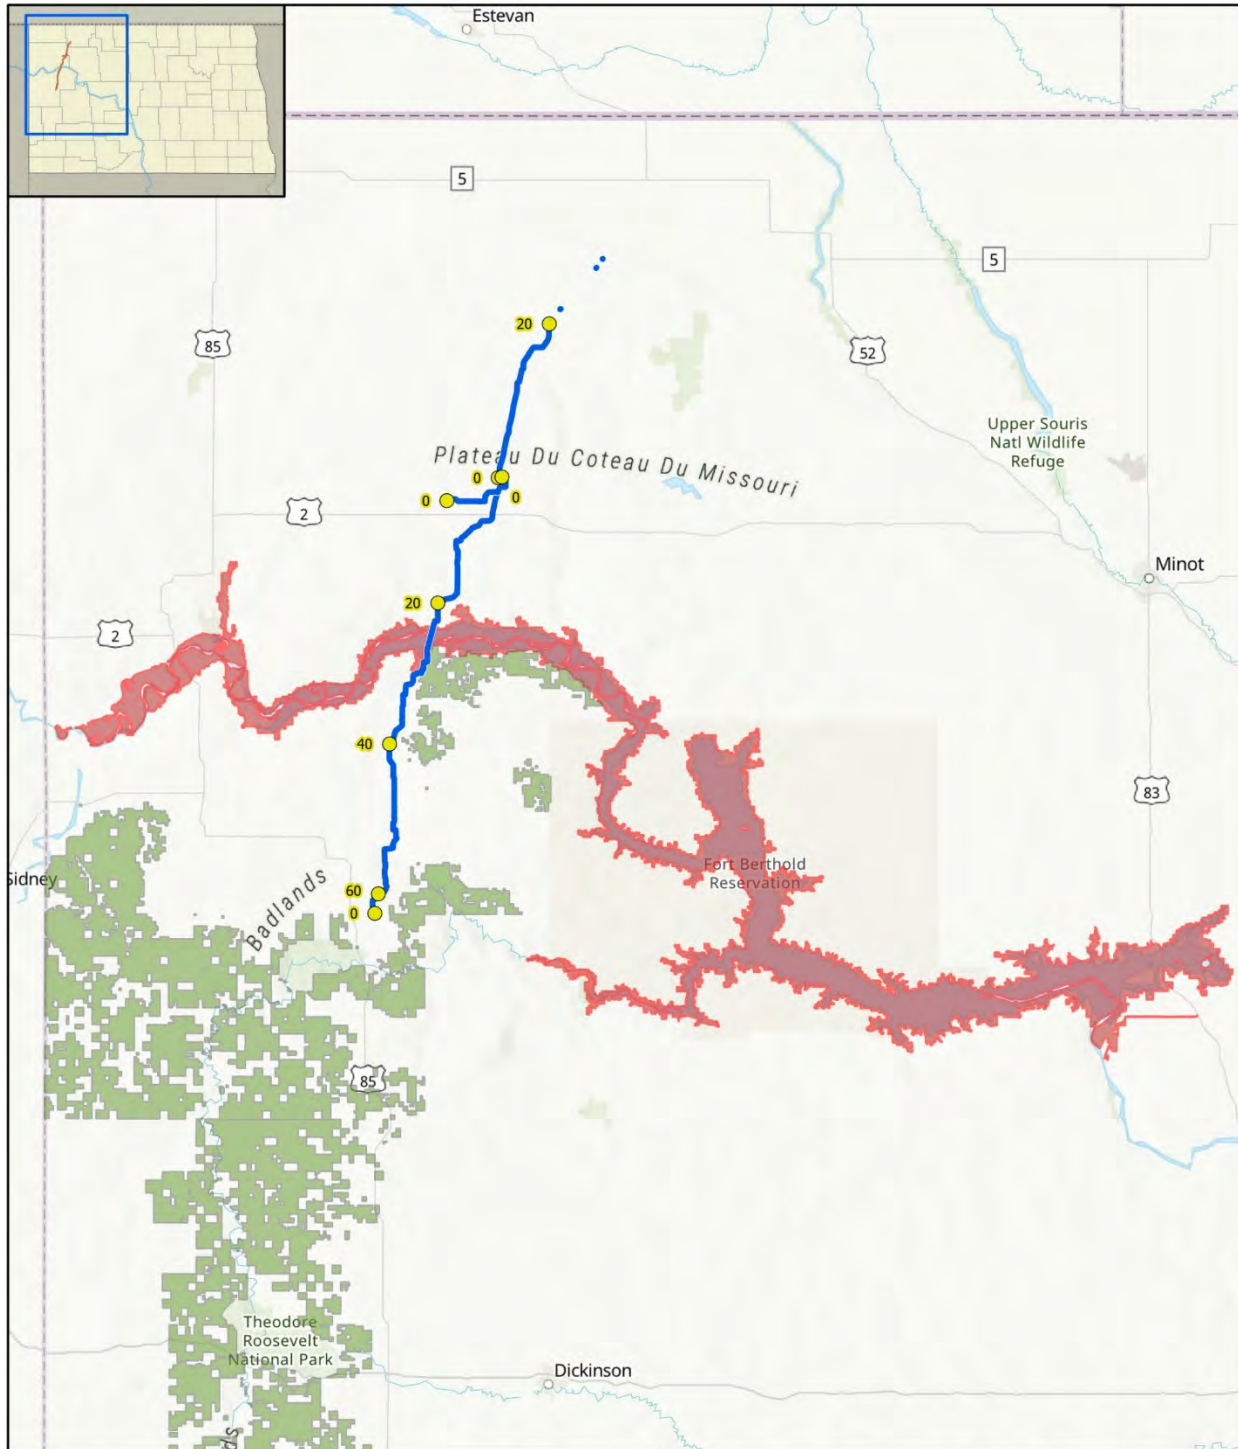 Estevan
5
5
20
85
52
Upper Souris
Natl Wildlife
Refuge
Plateau Du Coteau Du Missouri
0
0
0
2
Minot
20
2
40
83
Fort Berthold
Reservation
Sidney
60
Badlands
0
85
Theodore
Roosevelt
National Park
Dickinson